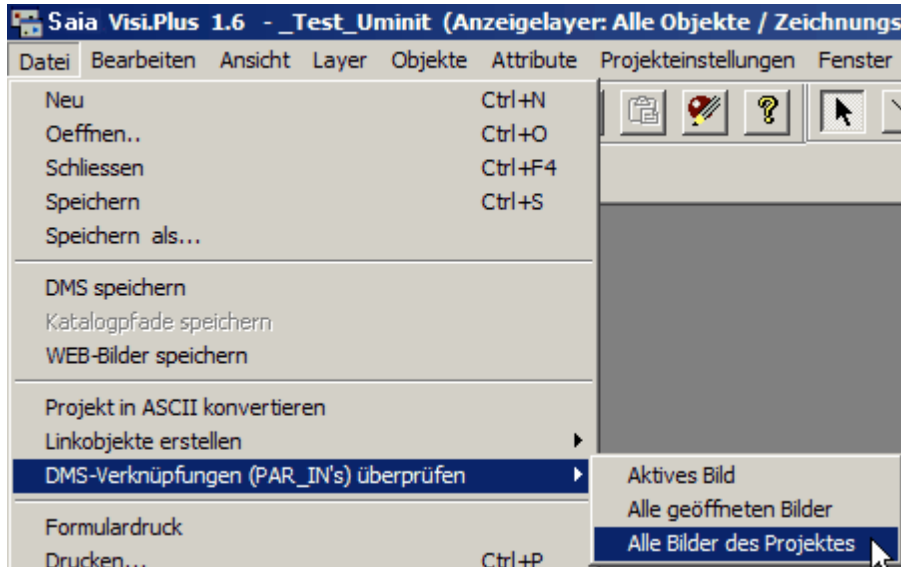 Saia Visi.Plus 1.6 - _Test_Uminit (Anzeigelayer: Alle Objekte / Zeichnungs
Datei Bearbeiten Ansicht Layer Objekte Attribute Projekteinstellungen Fenster
Neu Ctrl+N
Oeffnen.. Ctrl+O
Schliessen Ctrl+F4
Speichern Ctrl+S
Speichern als...
DMS speichern
Katalogpfade speichern
WEB-Bilder speichern
Projekt in ASCII konvertieren
Linkobjekte erstellen
DMS-Verknüpfungen (PAR_IN's) überprüfen
Aktives Bild
Alle geöffneten Bilder
Alle Bilder des Projektes
Formulardruck
Drucken... Ctrl+P